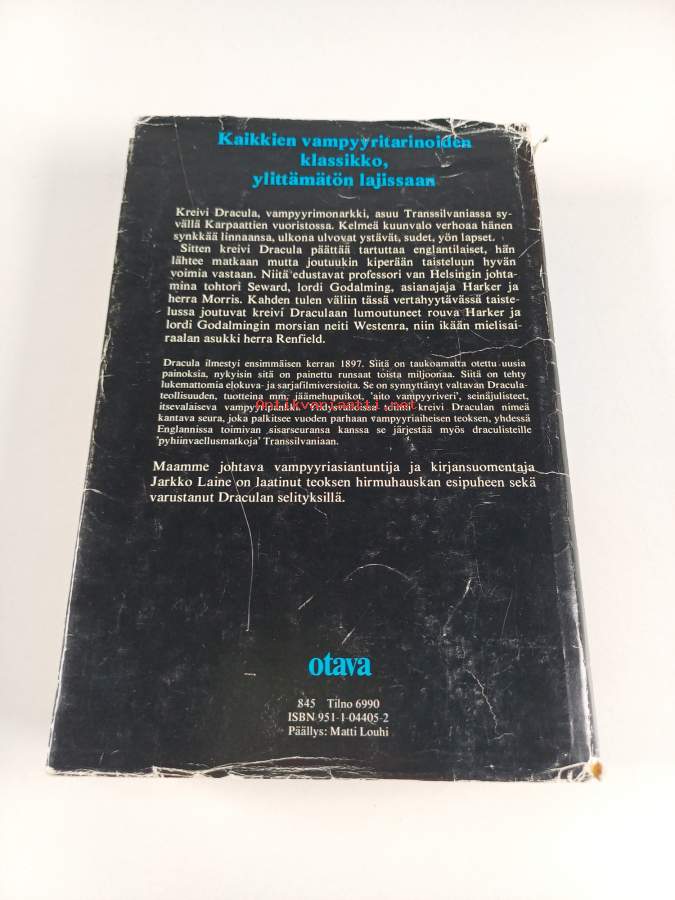 Kaikkien vampyyritarinoiden
klassikko,
ylittämätön lajissaan
Kreivi Dracula, vampyyrimonarkki, asuu Transsilvaniassa sy-
vällä Karpaattien vuoristossa. Kelmeä kuunvalo verhoaa hänen
synkkää linnaansa, ulkona ulvovat ystävät, sudet, yön lapset.
Sitten kreivi Dracula päättää tartuttaa englantilaiset, hän
lähtee matkaan mutta joutuukin kiperään taisteluun hyvän
voimia vastaan. Niitä edustavat professori van Helsingin johta-
mina tohtori Seward, lordi Godalming, asianajaja Harker ja
herra Morris. Kahden tulen väliin tässä vertahyytävässä taiste-
lussa joutuvat kreivi Draculaan lumoutuneet rouva Harker ja
lordi Godalmingin morsian neiti Westenra, niin ikään mielisai-
raalan asukki herra Renfield.
Dracula ilmestyi ensimmäisen kerran 1897. Siitä on taukoamatta otettu uusia
painoksia, nykyisin sitä on painettu runsaat toista miljoonaa. Siitä on tehty
lukemattomia elokuva- ja sarjafilmiversioita. Se on synnyttänyt valtavan Dracula-
teollisuuden, tuotteina mm. jäämehupuikot, 'aito vampyyriveri', seinäjulisteet,
itsevalaiseva Yhdysvalloissa toimii kreivi Draculan nimeä
Antikvariaatti.net
kantava seura, joka palkitsee vuoden parhaan vampyyriaiheisen teoksen, yhdessä
Englannissa toimivan sisarseuransa kanssa se järjestää myös draculisteille
'pyhiinvaellusmatkoja' Transsilvaniaan.
Maamme johtava vampyyriasiantuntija ja kirjansuomentaja
Jarkko Laine on laatinut teoksen hirmuhauskan esipuheen sekä
varustanut Draculan selityksillä.
otava
845 Tilno 6990
ISBN 951-1-04405-2
Päällys: Matti Louhi